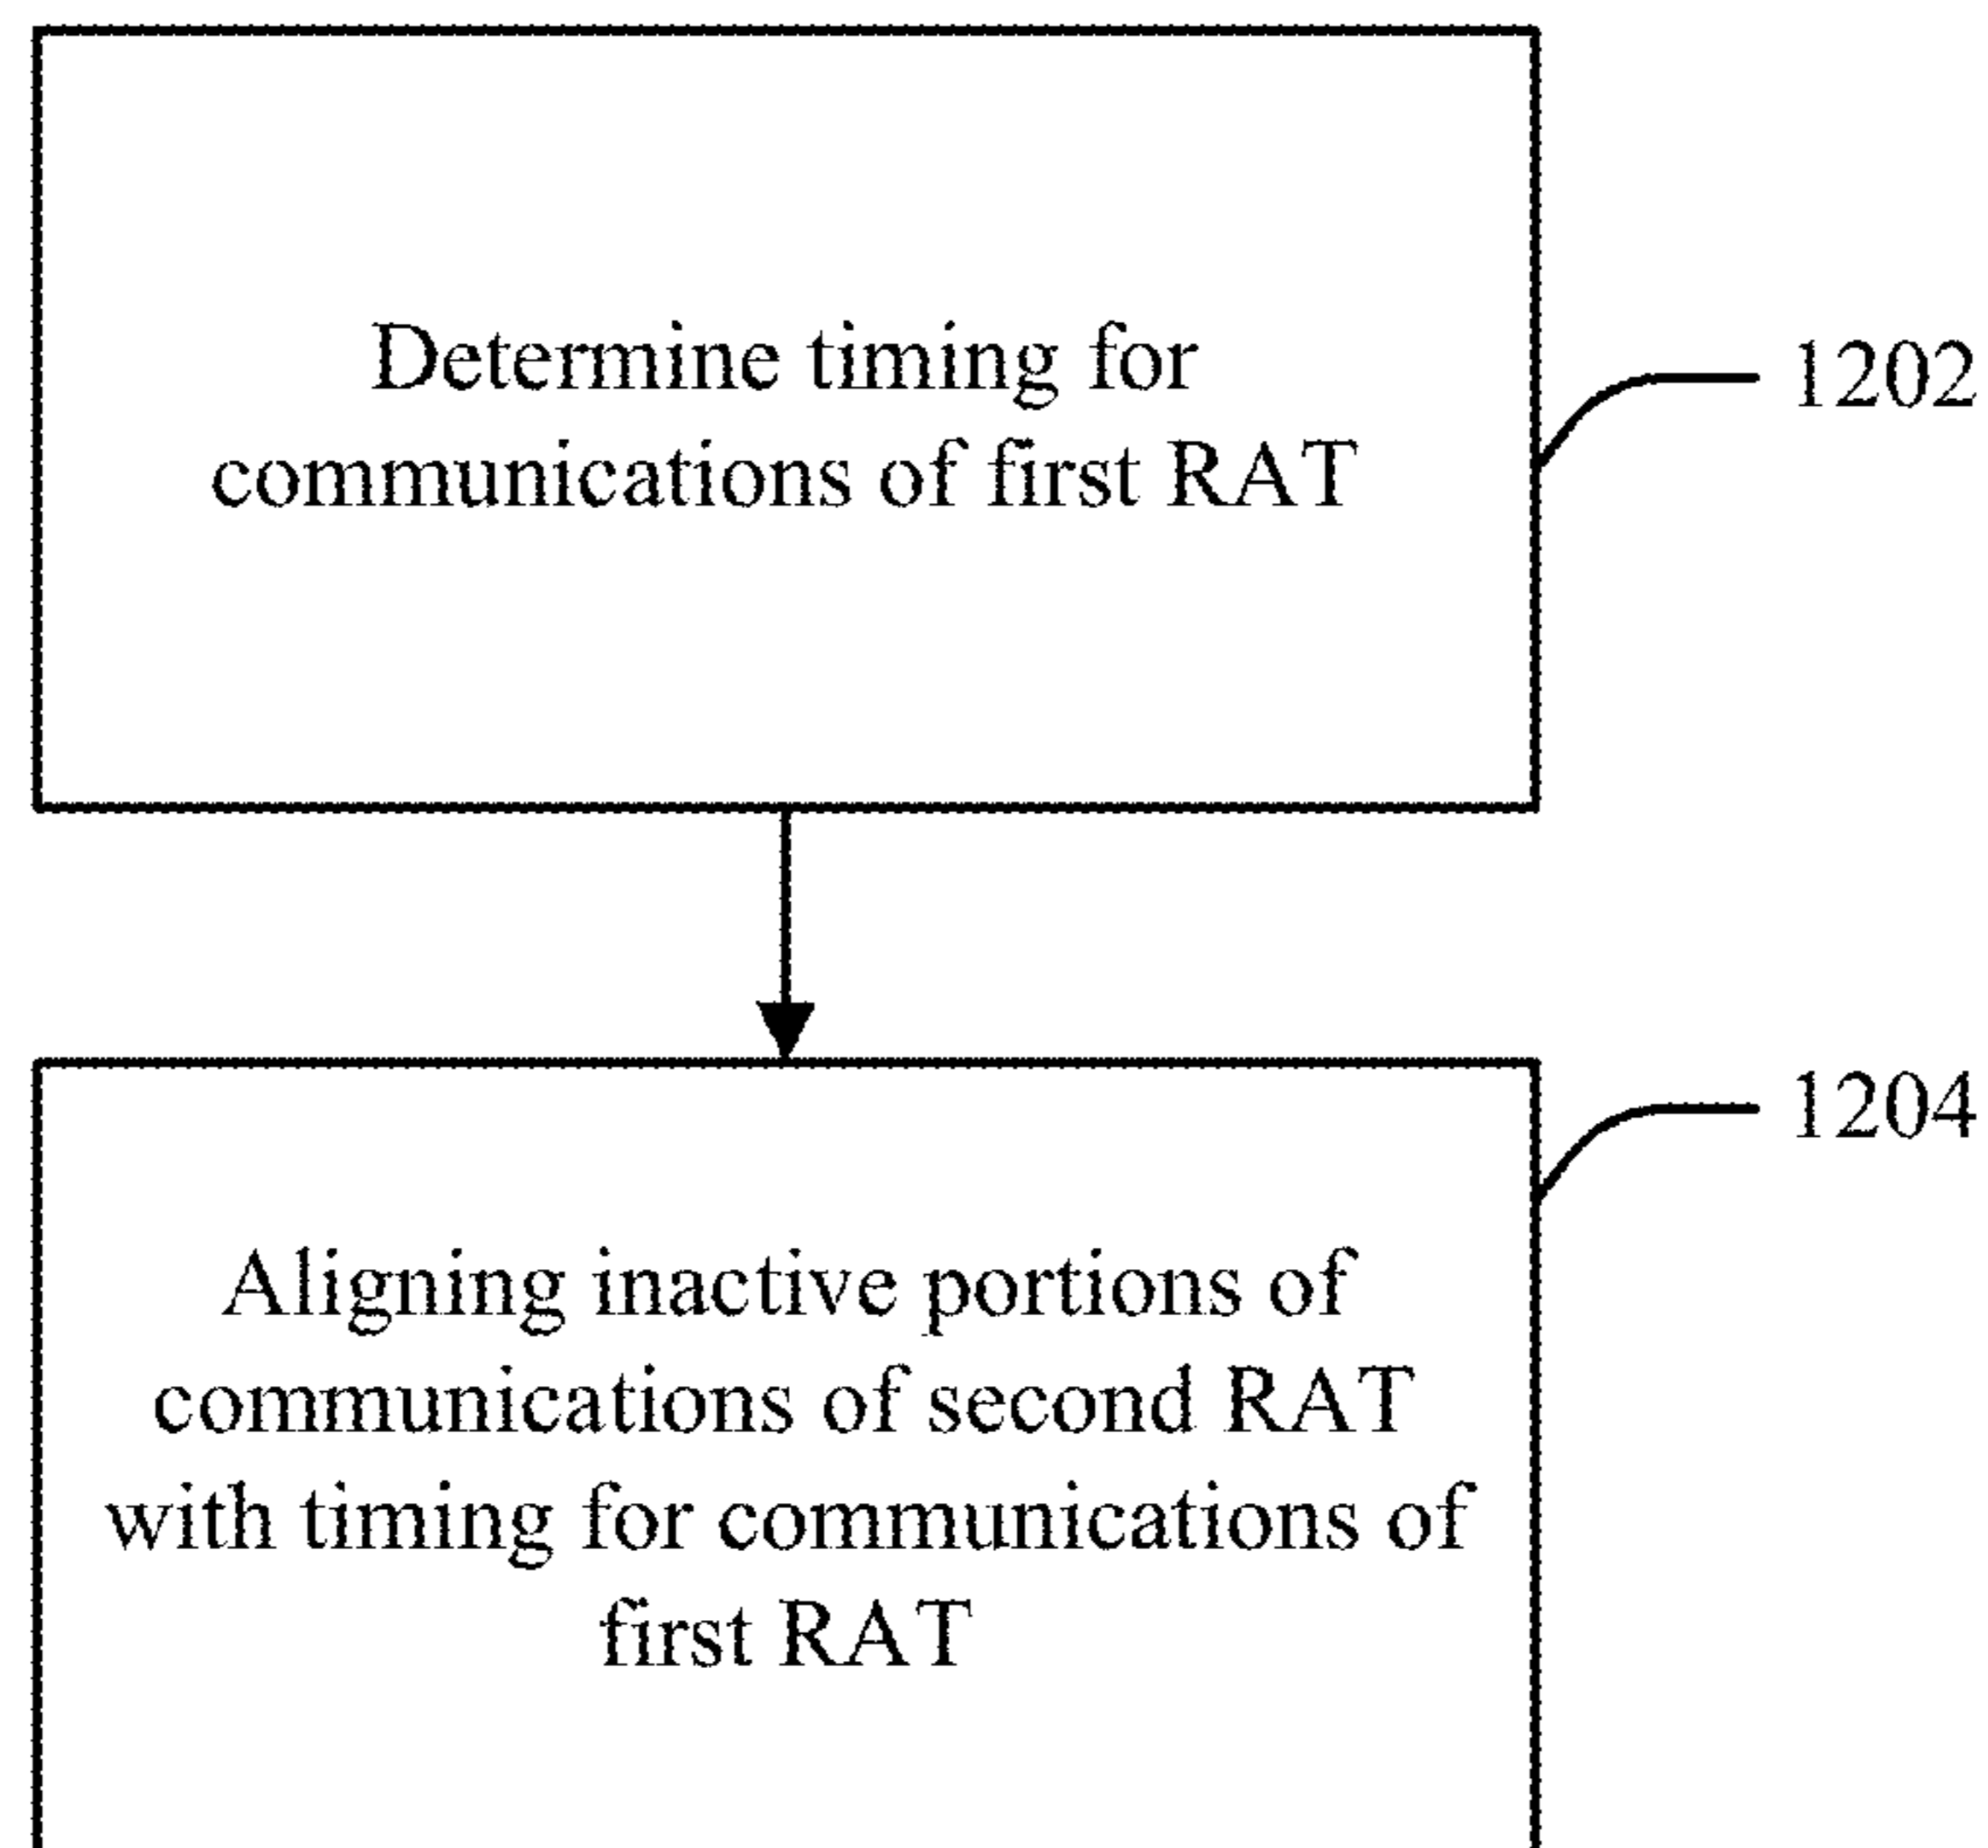 Determine timing for
communications of first RAT
1202
Aligning inactive portions of
communications of second RAT
with timing for communications of
first RAT
1204